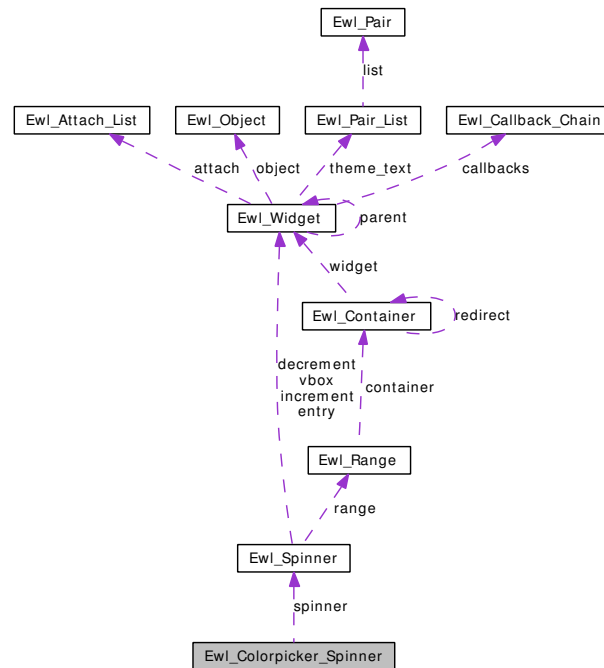 Ewl_Pair
list
Ewl_Attach_List
Ewl_Object
Ewl_Pair_List
Ewl_Callback_Chain
attach
object
theme_text
callbacks
Ewl_Widget
parent
widget
Ewl_Container
redirect
decrement
vbox
increment
entry
container
Ewl_Range
range
Ewl_Spinner
spinner
Ewl_Colorpicker_Spinner